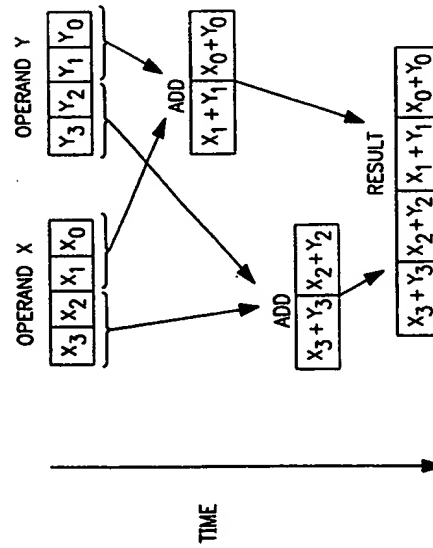 OPERAND X
X3 X2 X1 X0
OPERAND Y
Y3 Y2 Y1 Y0
ADD
X1+Y1 X0+Y0
ADD
X3+Y3 X2+Y2
RESULT
X3+Y3 X2+Y2 X1+Y1 X0+Y0
TIME